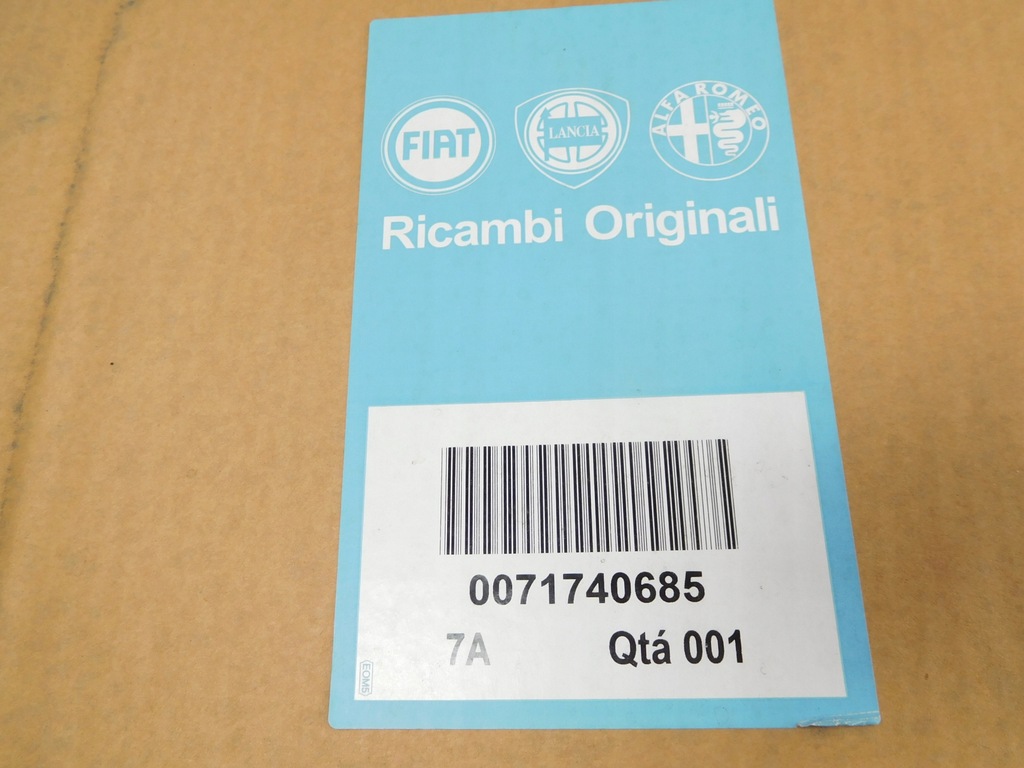 FIAT
LANCIA
ALFA ROMEO
Ricambi Originali
0071740685
7A Qtá 001
EOM5